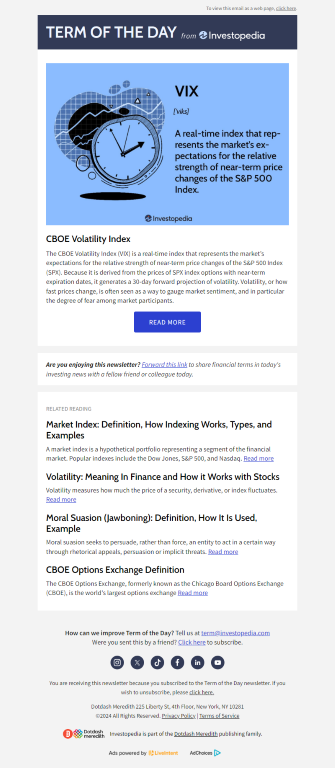 To view this email as a web page, click here.
TERM OF THE DAY from Investopedia
VIX
[viks]
A real-time index that rep-
resents the market's ex-
pectations for the relative
strength of near-term price
changes of the S&P 500
Index.
Investopedia
CBOE Volatility Index
The CBOE Volatility Index (VIX) is a real-time index that represents the market's
expectations for the relative strength of near-term price changes of the S&P 500 Index
(SPX). Because it is derived from the prices of SPX index options with near-term
expiration dates, it generates a 30-day forward projection of volatility. Volatility, or how
fast prices change, is often seen as a way to gauge market sentiment, and in particular
the degree of fear among market participants.
READ MORE
Are you enjoying this newsletter? Forward this link to share financial terms in today's
investing news with a fellow friend or colleague today.
RELATED READING
Market Index: Definition, How Indexing Works, Types, and
Examples
A market index is a hypothetical portfolio representing a segment of the financial
market. Popular indexes include the Dow Jones, S&P 500, and Nasdaq. Read more
Volatility: Meaning In Finance and How it Works with Stocks
Volatility measures how much the price of a security, derivative, or index fluctuates.
Read more
Moral Suasion (Jawboning): Definition, How It Is Used,
Example
Moral suasion seeks to persuade, rather than force, an entity to act in a certain way
through rhetorical appeals, persuasion or implicit threats. Read more
CBOE Options Exchange Definition
The CBOE Options Exchange, formerly known as the Chicago Board Options Exchange
(CBOE), is the world's largest options exchange Read more
How can we improve Term of the Day? Tell us at term@investopedia.com
Were you sent this by a friend? Click here to subscribe.
You are receiving this newsletter because you subscribed to the Term of the Day newsletter. If you
wish to unsubscribe, please click here.
Dotdash Meredith 225 Liberty St, 4th Floor, New York, NY 10281
©2024 All Rights Reserved. Privacy Policy | Terms of Service
Dotdash
meredith
Investopedia is part of the Dotdash Meredith publishing family.
Ads powered by LiveIntent
AdChoices